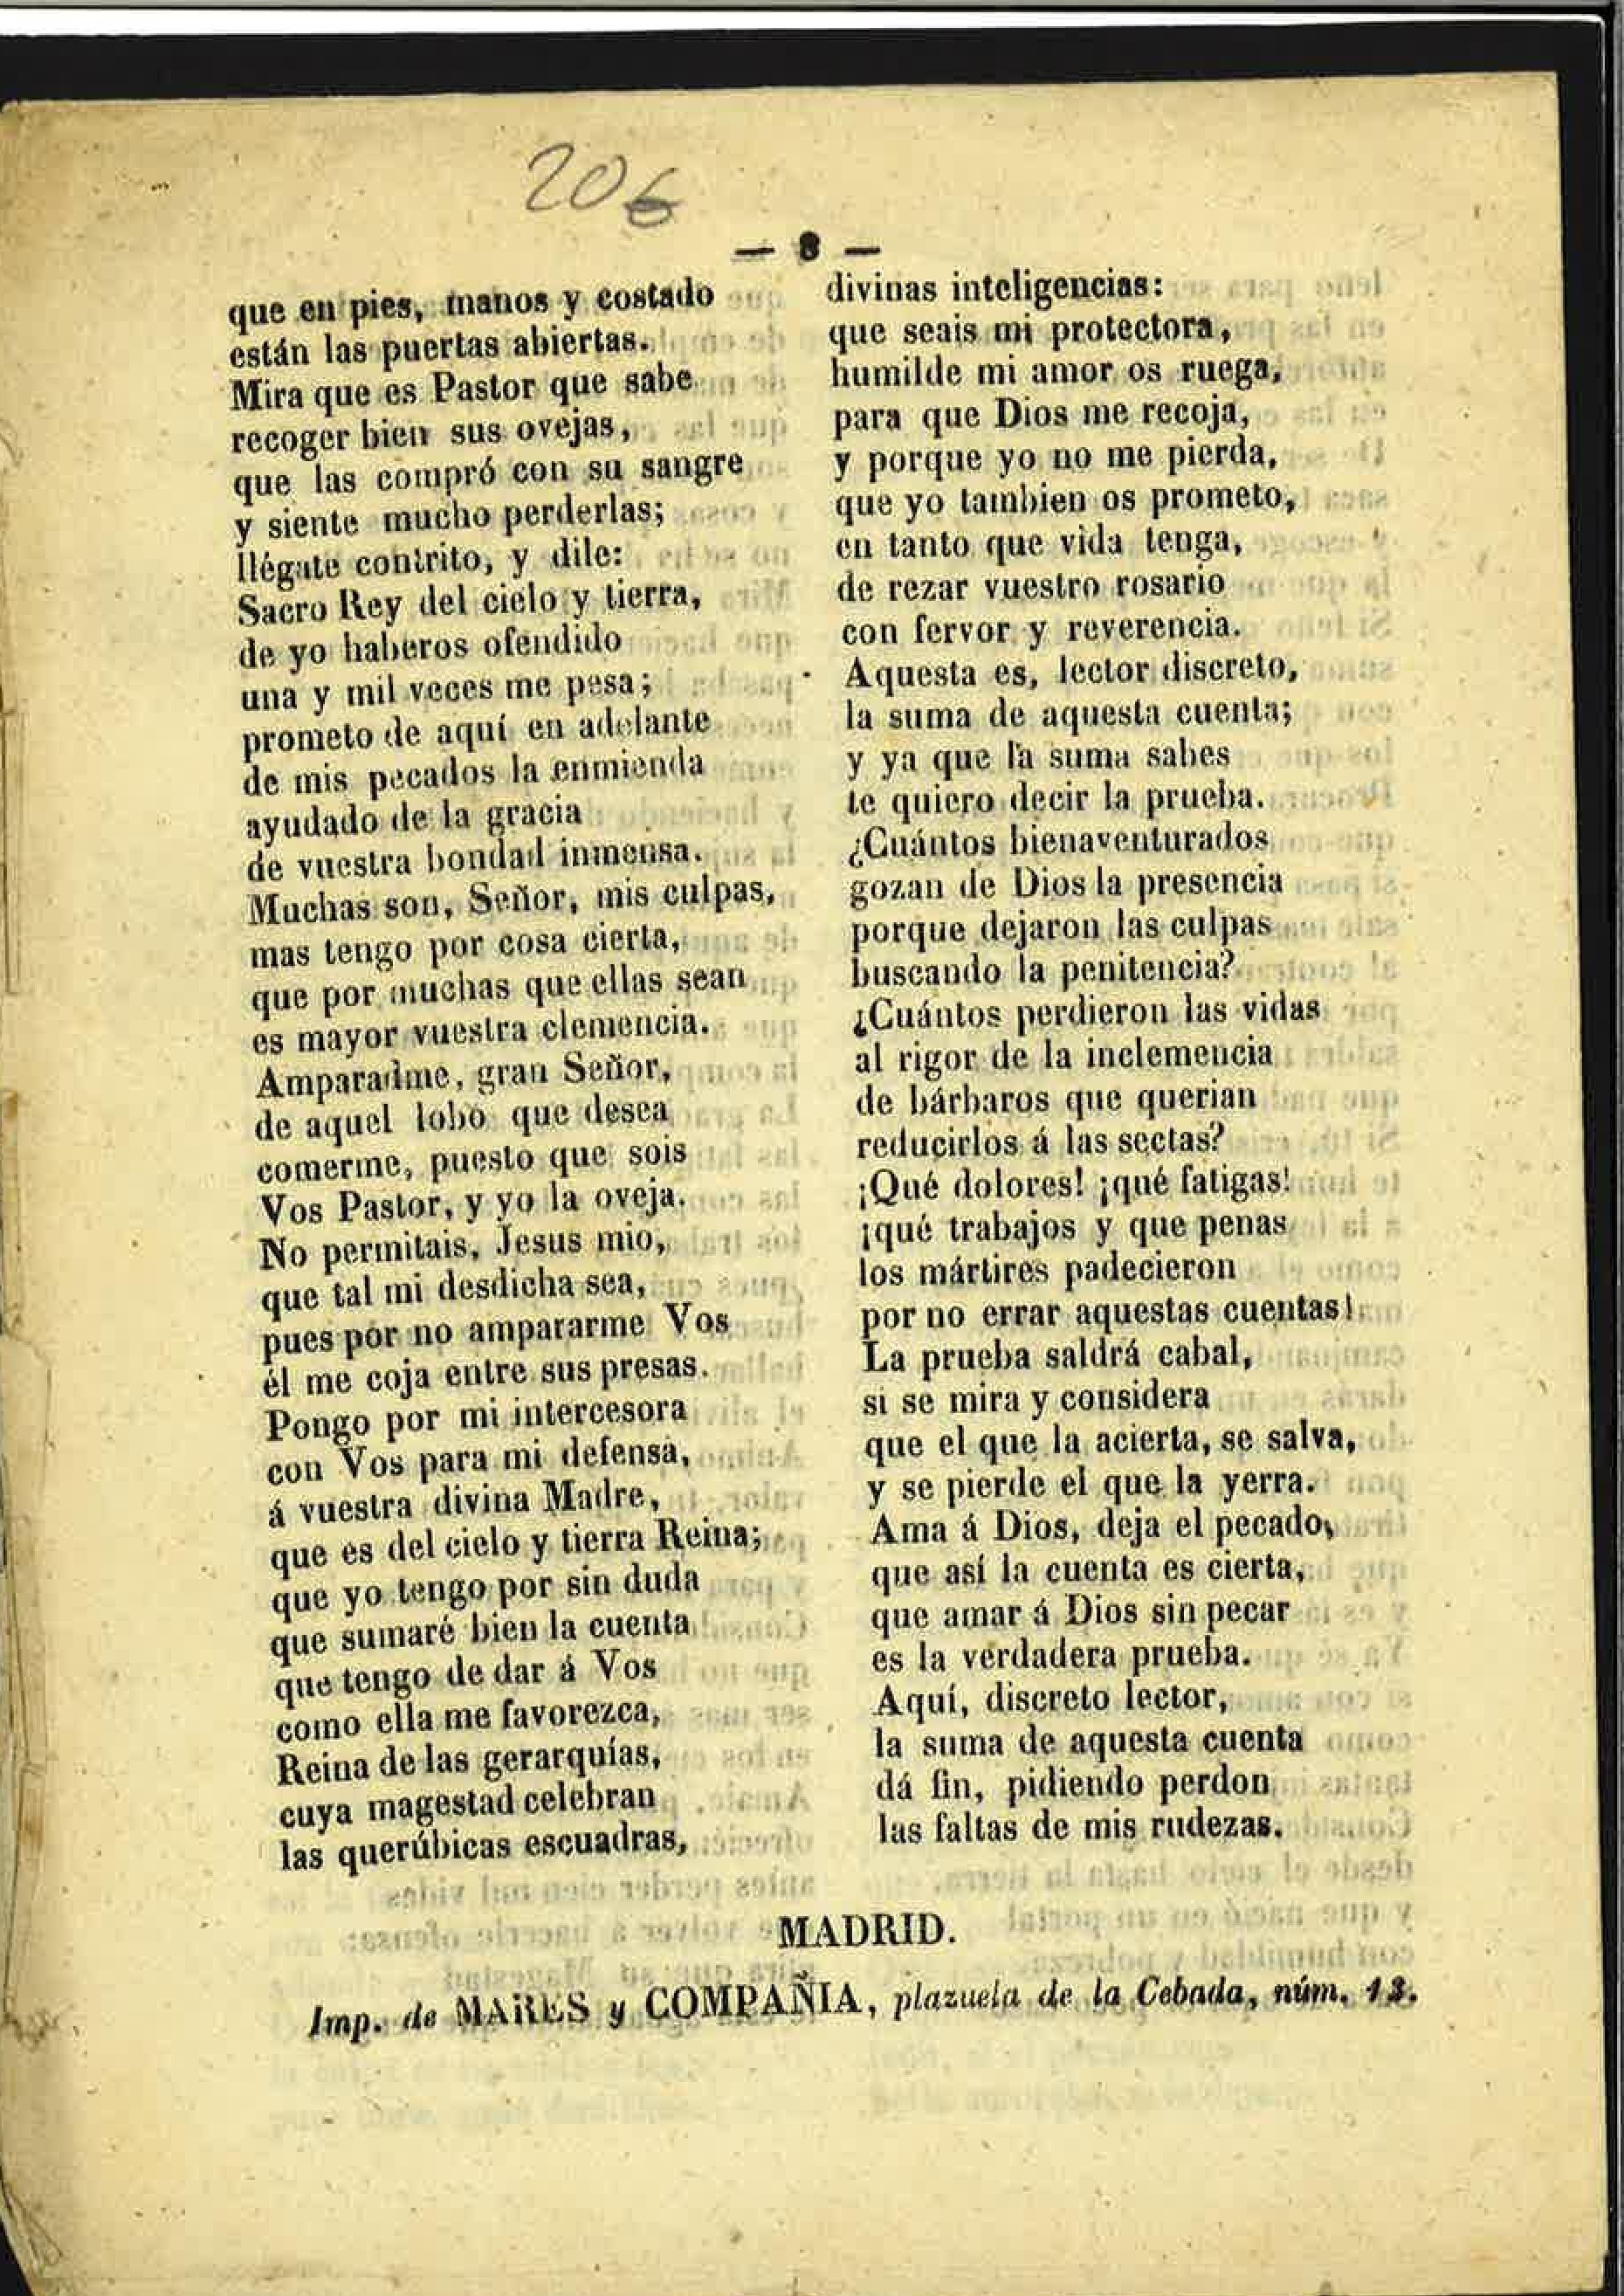 206
— 8 —
que en pies, manos y costado
están las puertas abiertas.
Mira que es Pastor que sabe
recoger bien sus ovejas,
que las compró con su sangre
y siente mucho perderlas;
llégate contrito, y dile:
Sacro Rey del cielo y tierra,
de yo haberos ofendido
una y mil veces me pesa;
prometo de aquí en adelante
de mis pecados la enmienda
ayudado de la gracia
de vuestra bondad inmensa.
Muchas son, Señor, mis culpas,
mas tengo por cosa cierta,
que por muchas que ellas sean
es mayor vuestra clemencia.
Amparadme, gran Señor,
de aquel lobo que desea
comerme, puesto que sois
Vos Pastor, y yo la oveja.
No permitais, Jesus mio,
que tal mi desdicha sea,
pues por no ampararme Vos
él me coja entre sus presas.
Pongo por mi intercesora
con Vos para mi defensa,
á vuestra divina Madre,
que es del cielo y tierra Reina;
que yo tengo por sin duda
que sumaré bien la cuenta
que tengo de dar á Vos
como ella me favorezca,
Reina de las gerarquías,
cuya magestad celebran
las querúbicas escuadras,
divinas inteligencias:
que seais mi protectora,
humilde mi amor os ruega,
para que Dios me recoja,
y porque yo no me pierda,
que yo tambien os prometo,
en tanto que vida tenga,
de rezar vuestro rosario
con fervor y reverencia.
Aquesta es, lector discreto,
la suma de aquesta cuenta;
y ya que la suma sabes
te quiero decir la prueba.
¿Cuántos bienaventurados
gozan de Dios la presencia
porque dejaron las culpas
buscando la penitencia?
¿Cuántos perdieron las vidas
al rigor de la inclemencia
de bárbaros que querian
reducirlos á las sectas?
¡Qué dolores! ¡qué fatigas!
¡qué trabajos y que penas
los mártires padecieron
por no errar aquestas cuentas!
La prueba saldrá cabal,
si se mira y considera
que el que la acierta, se salva,
y se pierde el que la yerra.
Ama á Dios, deja el pecado,
que así la cuenta es cierta,
que amar á Dios sin pecar
es la verdadera prueba.
Aquí, discreto lector,
la suma de aquesta cuenta
dá fin, pidiendo perdon
las faltas de mis rudezas.
MADRID.
Imp. de MARES y COMPAÑIA, plazuela de la Cebada, núm. 13.